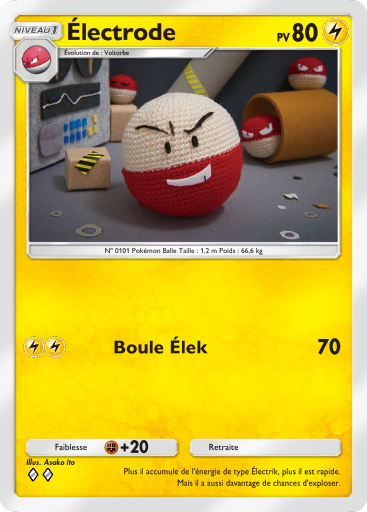 NIVEAU 1
Électrode
PV 80
Évolution de : Voltorbe
N° 0101 Pokémon Balle Taille : 1,2 m Poids : 66,6 kg
Boule Élek 70
Faiblesse +20
Retraite
Illus. Asako Ito
Plus il accumule de l'énergie de type Électrik, plus il est rapide.
Mais il a aussi davantage de chances d'exploser.